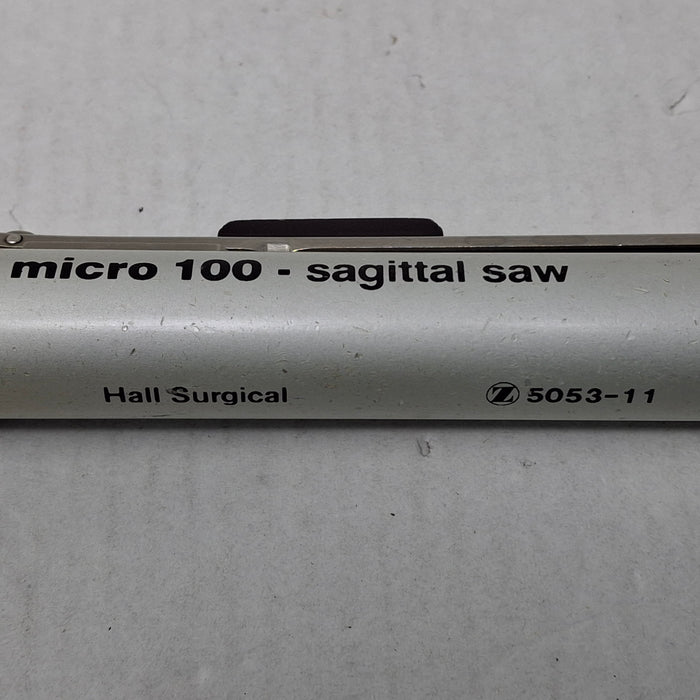 micro 100 - sagittal saw
Hall Surgical Z 5053-11